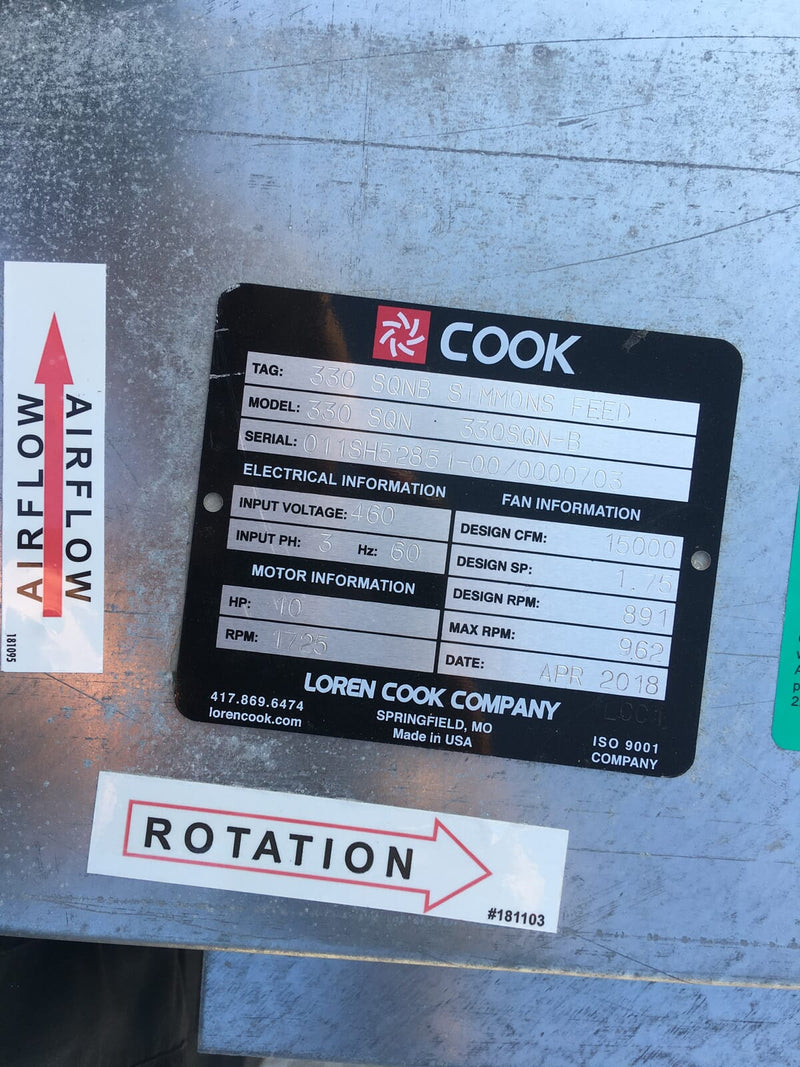 COOK
TAG: 330 SQNB SIMMONS FEED
MODEL: 330 SQN · 330SQN-B
SERIAL: 011SH52851-00/0000703
ELECTRICAL INFORMATION
INPUT VOLTAGE: 460
INPUT PH: 3 Hz: 60
MOTOR INFORMATION
HP: 10
RPM: 1725
FAN INFORMATION
DESIGN CFM: 15000
DESIGN SP: 1.75
DESIGN RPM: 891
MAX RPM: 962
DATE: APR 2018
LOREN COOK COMPANY
417.869.6474
lorencook.com
SPRINGFIELD, MO
Made in USA
ISO 9001
COMPANY
AIRFLOW
AIRFLOW
181095
ROTATION
#181103